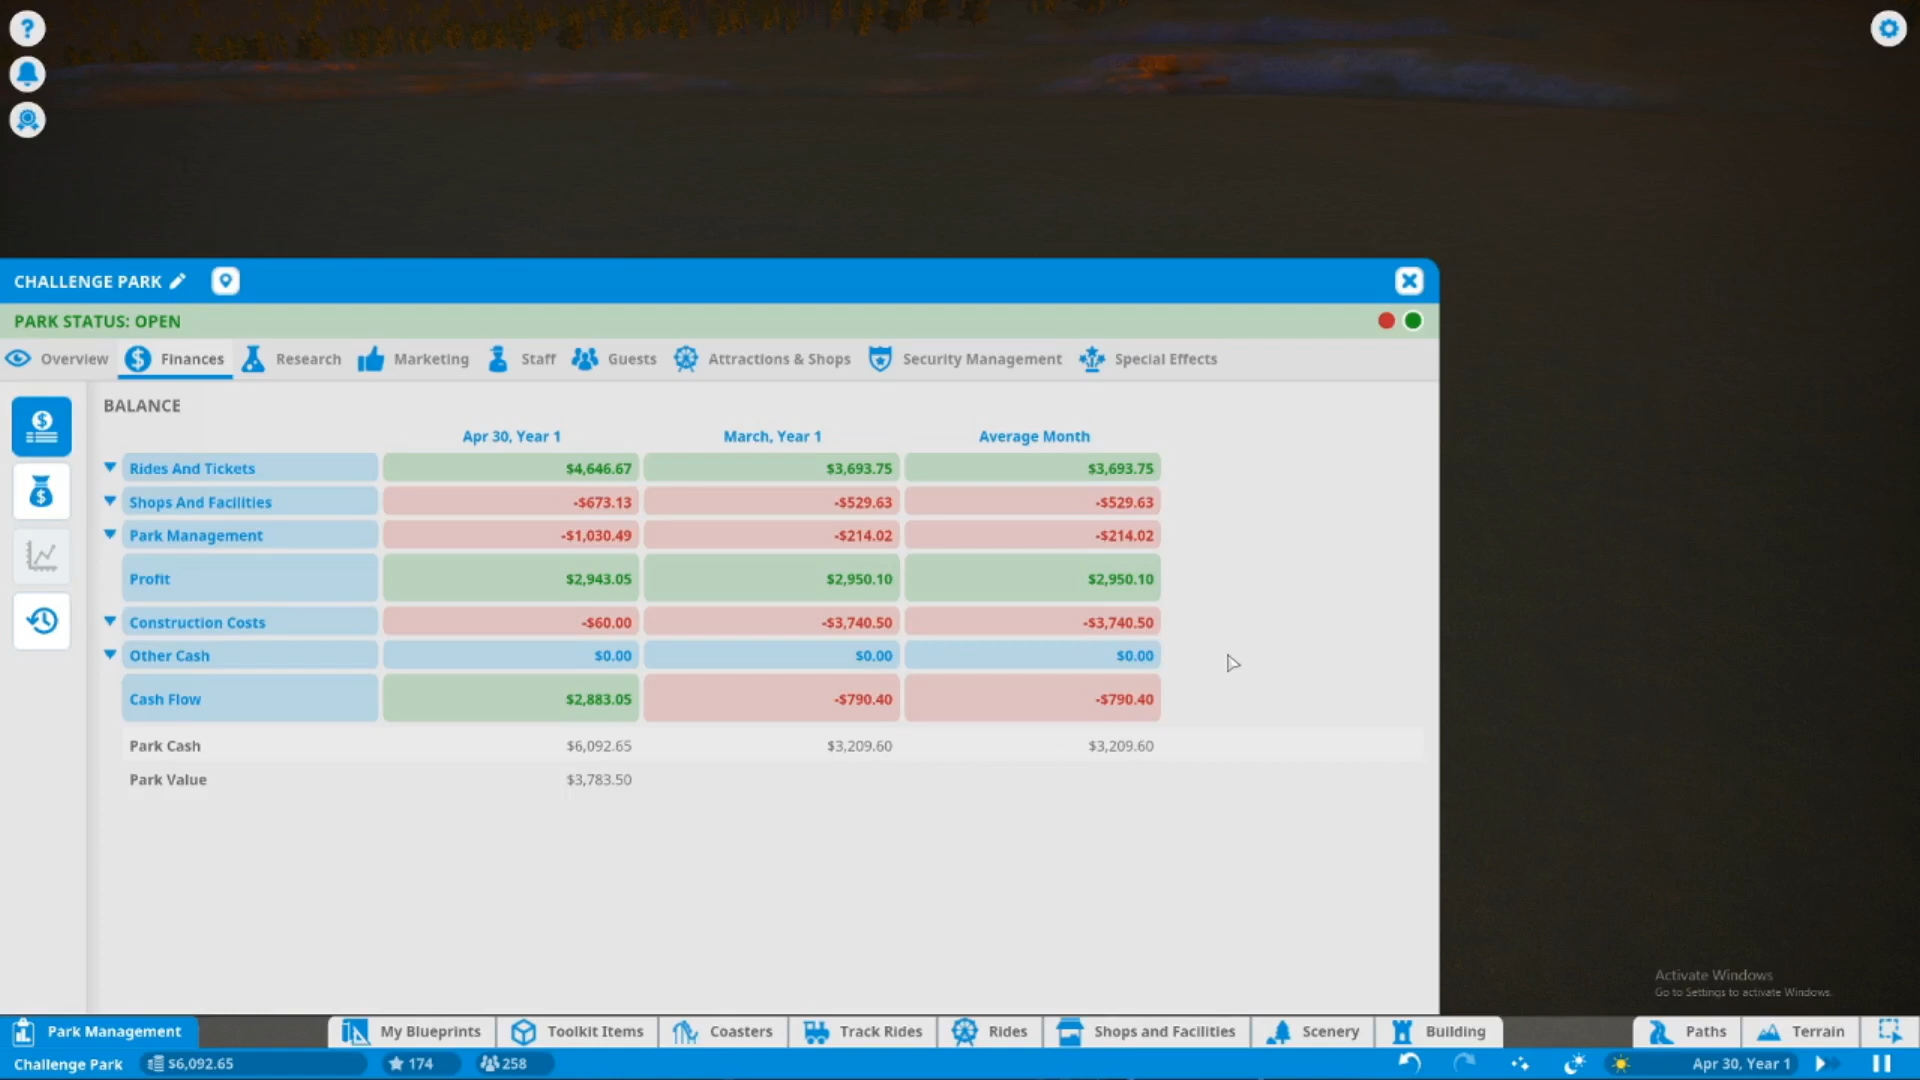 ?
CHALLENGE PARK
PARK STATUS: OPEN
Overview Finances Research Marketing Staff Guests Attractions & Shops Security Management Special Effects
BALANCE
Apr 30, Year 1 March, Year 1 Average Month
Rides And Tickets $4,646.67 $3,693.75 $3,693.75
Shops And Facilities -$673.13 -$529.63 -$529.63
Park Management -$1,030.49 -$214.02 -$214.02
Profit $2,943.05 $2,950.10 $2,950.10
Construction Costs -$60.00 -$3,740.50 -$3,740.50
Other Cash $0.00 $0.00 $0.00
Cash Flow $2,883.05 -$790.40 -$790.40
Park Cash $6,092.65 $3,209.60 $3,209.60
Park Value $3,783.50
Activate Windows
Go to Settings to activate Windows.
Park Management My Blueprints Toolkit Items Coasters Track Rides Rides Shops and Facilities Scenery Building Paths Terrain
Challenge Park $6,092.65 174 258 Apr 30, Year 1